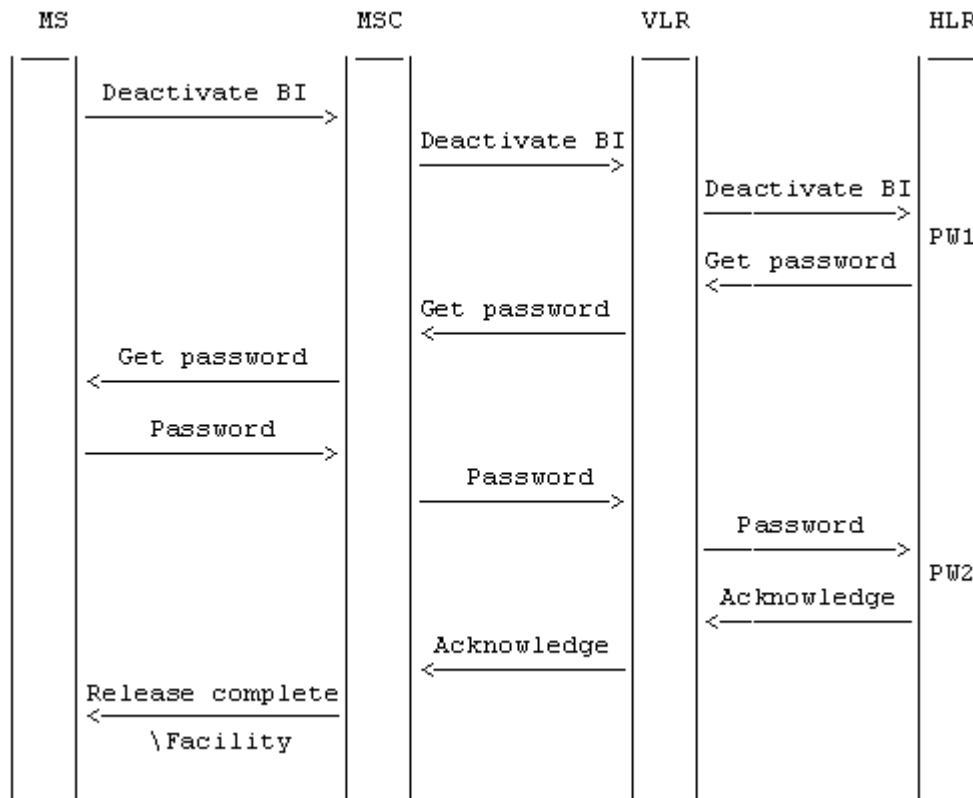 MS MSC VLR HLR
Deactivate BI
Deactivate BI
Deactivate BI
PW1
Get password
Get password
Get password
Password
Password
Password
PW2
Acknowledge
Acknowledge
Release complete
\Facility